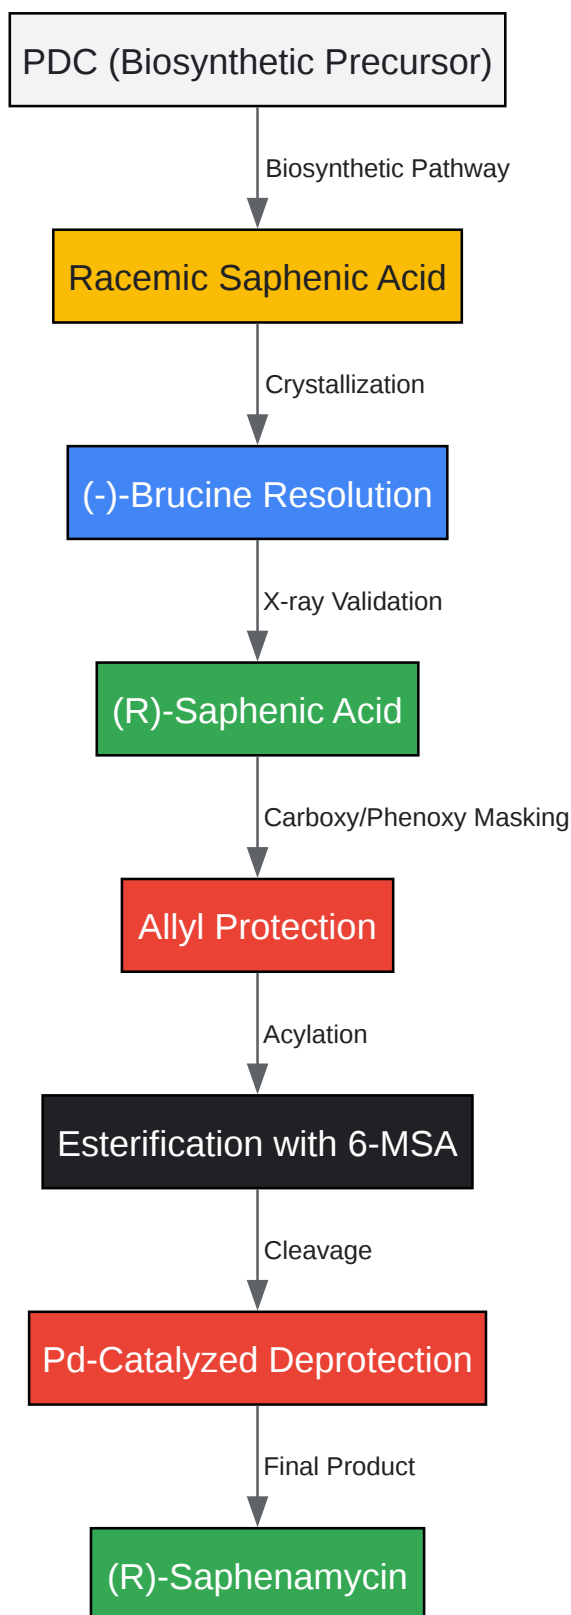 PDC (Biosynthetic Precursor)
Biosynthetic Pathway
Racemic Saphenic Acid
Crystallization
(-)-Brucine Resolution
X-ray Validation
(R)-Saphenic Acid
Carboxy/Phenoxy Masking
Allyl Protection
Acylation
Esterification with 6-MSA
Cleavage
Pd-Catalyzed Deprotection
Final Product
(R)-Saphenamycin